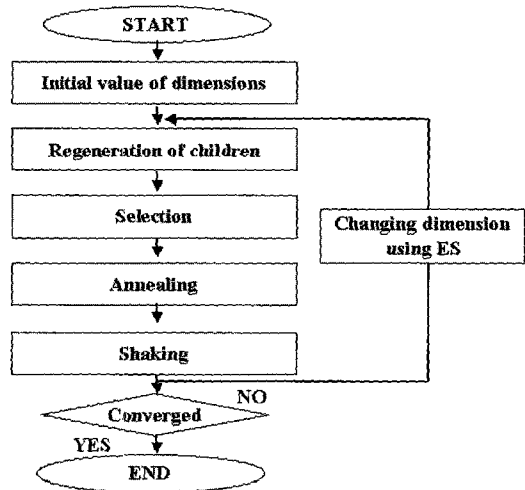 START
Initial value of dimensions
Regeneration of children
Selection
Changing dimension
using ES
Annealing
Shaking
NO
Converged
YES
END